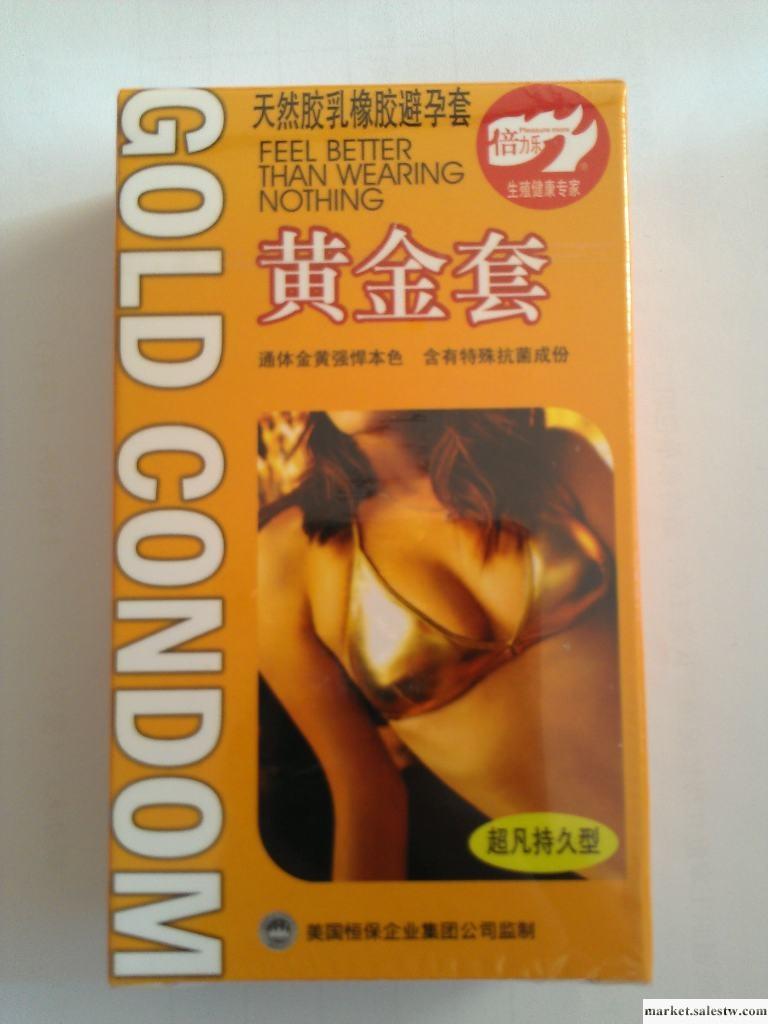 GOLD CONDOM
天然胶乳橡胶避孕套
FEEL BETTER
THAN WEARING
NOTHING
Pleasure more
倍力乐
生殖健康专家
黄金套
通体金黄强悍本色 含有特殊抗菌成份
超凡持久型
美国恒保企业集团公司监制
market.salestw.com